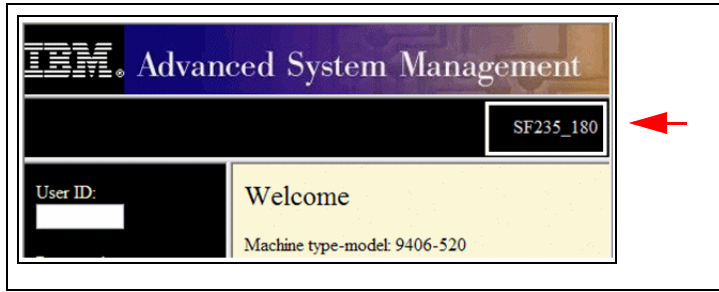 IBM. Advanced System Management
SF235_180
User ID:
Welcome
Machine type-model: 9406-520